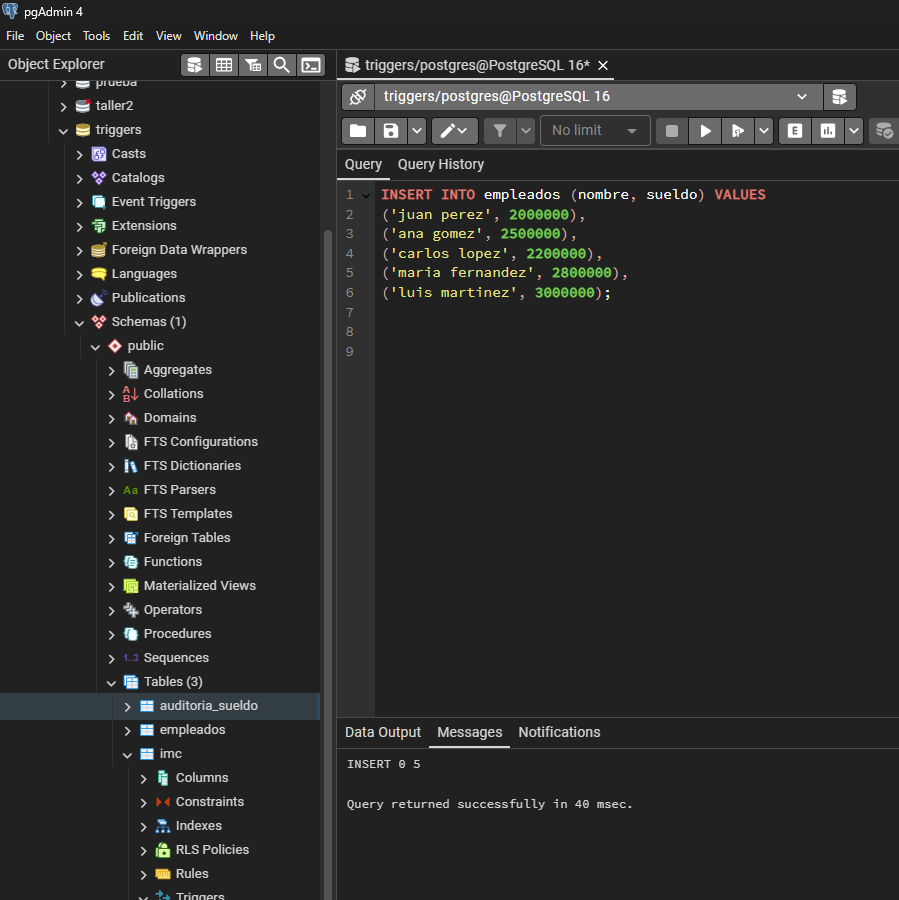 pgAdmin 4
File Object Tools Edit View Window Help
Object Explorer
prueba
taller2
triggers
Casts
Catalogs
Event Triggers
Extensions
Foreign Data Wrappers
Languages
Publications
Schemas (1)
public
Aggregates
Collations
Domains
FTS Configurations
FTS Dictionaries
Aa FTS Parsers
FTS Templates
Foreign Tables
Functions
Materialized Views
Operators
Procedures
1..3 Sequences
Tables (3)
auditoria_sueldo
empleados
imc
Columns
Constraints
Indexes
RLS Policies
Rules
Triggers
triggers/postgres@PostgreSQL 16*
triggers/postgres@PostgreSQL 16
No limit
E
Query Query History
1 INSERT INTO empleados (nombre, sueldo) VALUES
2 ('juan perez', 2000000),
3 ('ana gomez', 2500000),
4 ('carlos lopez', 2200000),
5 ('maria fernandez', 2800000),
6 ('luis martinez', 3000000);
7
8
9
Data Output Messages Notifications
INSERT 0 5
Query returned successfully in 40 msec.